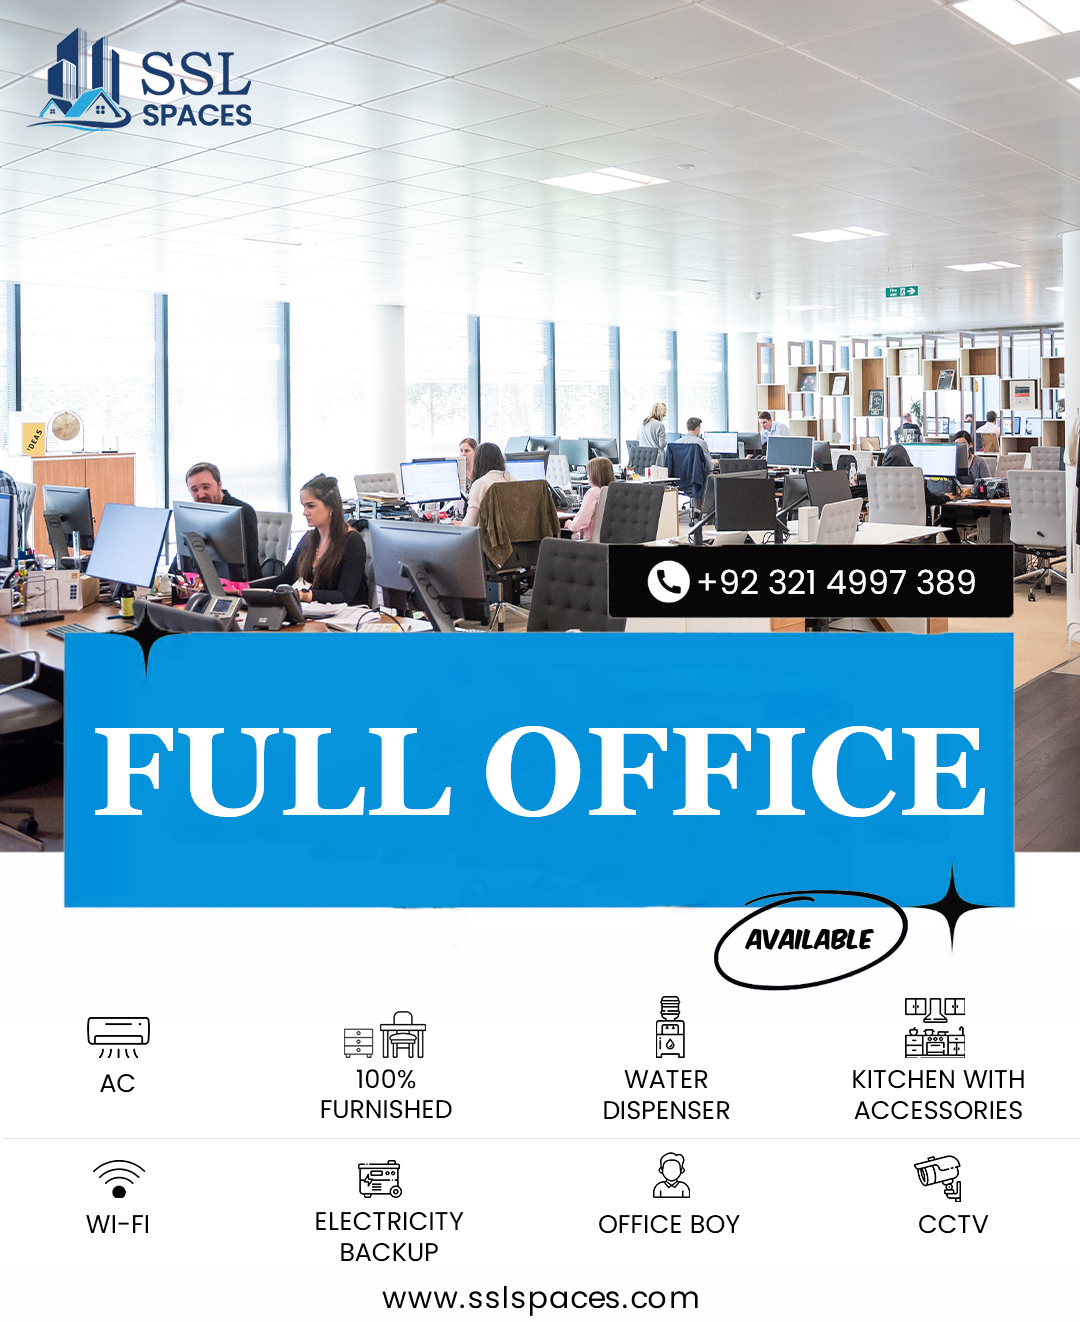 SSL
SPACES
IDEAS
+92 321 4997 389
FULL OFFICE
AVAILABLE
AC
100%
FURNISHED
WATER
DISPENSER
KITCHEN WITH
ACCESSORIES
WI-FI
ELECTRICITY
BACKUP
OFFICE BOY
CCTV
www.sslspaces.com